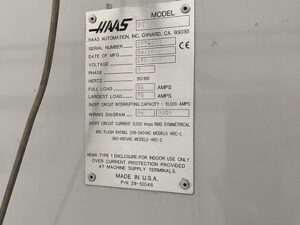 HAAS
MODEL
HAAS AUTOMATION, INC. OXNARD, CA. 93030
SERIAL NUMBER
DATE OF MFG
VOLTAGE
PHASE
HERTZ 50/60
FULL LOAD AMPS
LARGEST LOAD AMPS
SHORT CIRCUIT INTERRUPTING CAPACITY - 10,000 AMPS
WIRING DIAGRAM
SHORT CIRCUIT CURRENT 5,000 Amps RMS SYMMETRICAL
ARC FLASH RATING: 208-240VAC MODELS HRC-1,
360-480VAC MODELS HRC-2
NEMA TYPE 1 ENCLOSURE-FOR INDOOR USE ONLY
OVER CURRENT PROTECTION PROVIDED
AT MACHINE SUPPLY TERMINALS.
MADE IN U.S.A.
P/N 29-10048